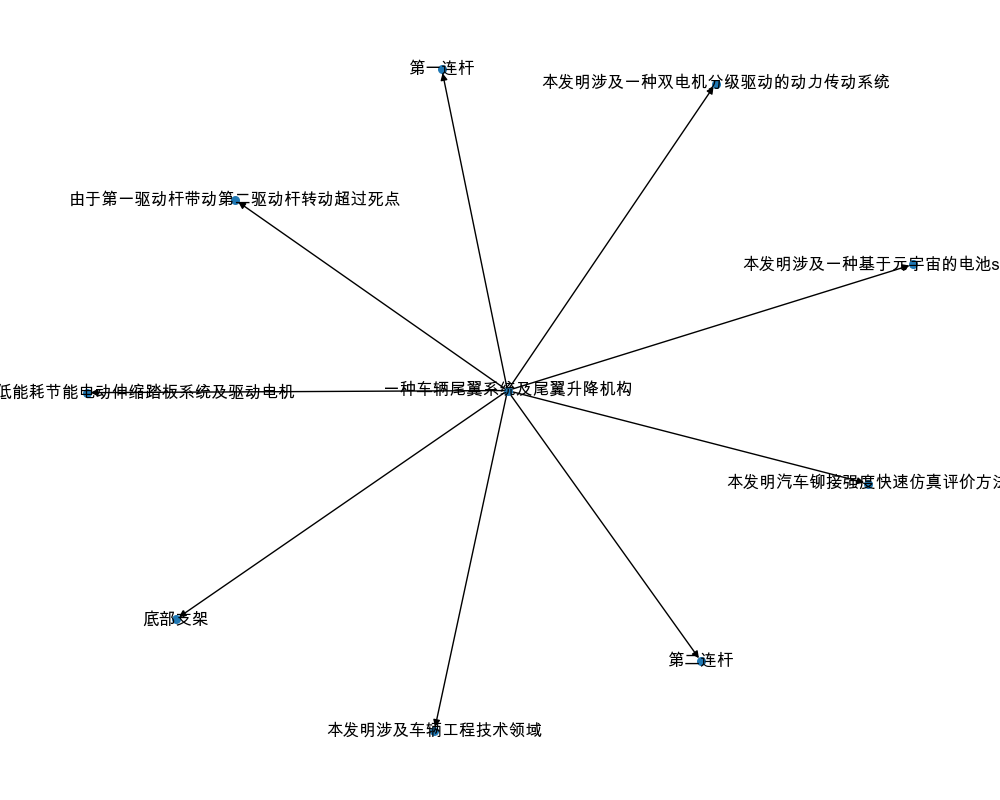 第一连杆
本发明涉及一种双电机分级驱动的动力传动系统
由于第一驱动杆带动第二驱动杆转动超过死点
本发明涉及一种基于元宇宙的电池s
一种车辆尾翼系统及尾翼升降机构
低能耗节能电动伸缩踏板系统及驱动电机
本发明汽车铆接强度快速仿真评价方法
底部支架
第二连杆
本发明涉及车辆工程技术领域